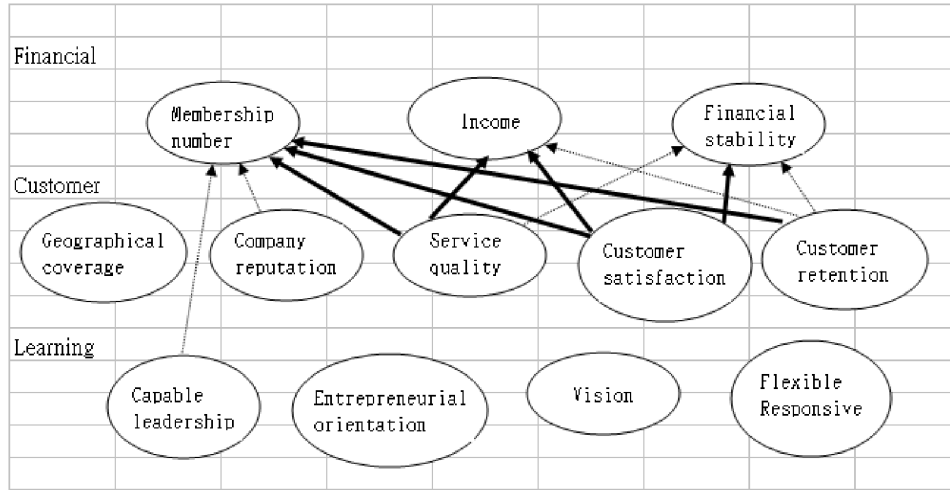 Financial
Membership
number
Income
Financial
stability
Customer
Geographical
coverage
Company
reputation
Service
quality
Customer
satisfaction
Customer
retention
Learning
Capable
leadership
Entrepreneurial
orientation
Vision
Flexible
Responsive